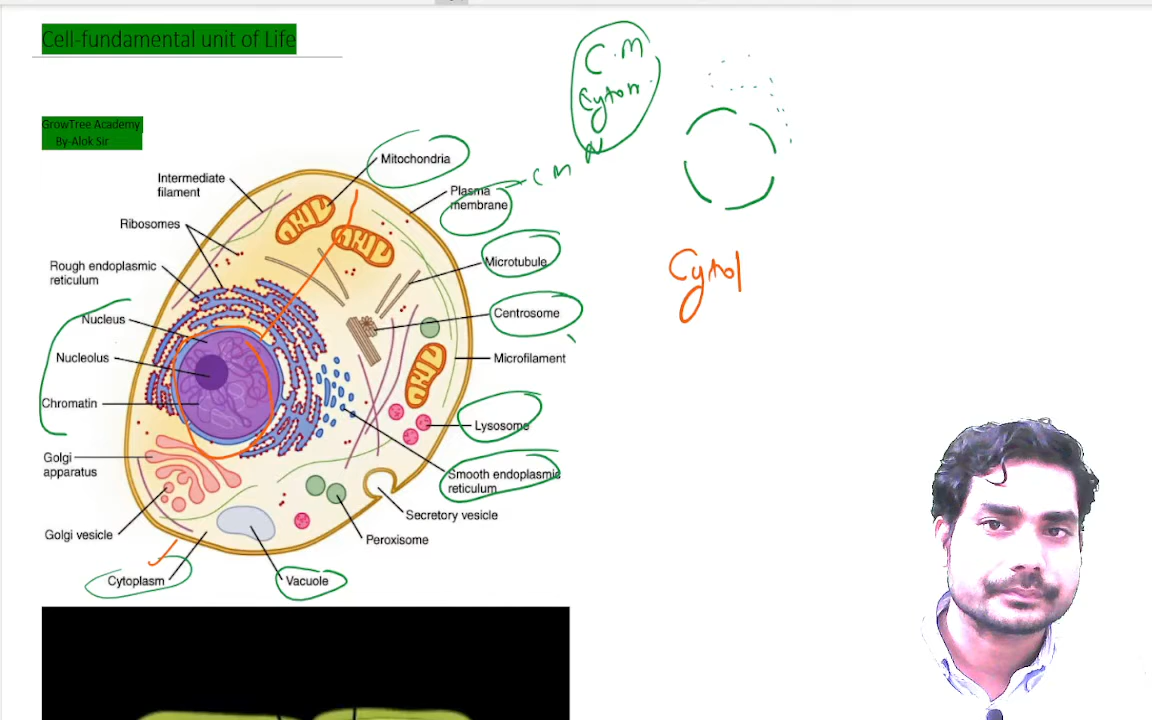 Cell-fundamental unit of Life
GrowTree Academy
By-Alok Sir
C.M
N
C M
Mitochondria
Intermediate
filament
Plasma
membrane
Ribosomes
Microtubule
Rough endoplasmic
reticulum
Centrosome
Nucleus
Nucleolus
Microfilament
Chromatin
Lysosome
Golgi
apparatus
Smooth endoplasmic
reticulum
Secretory vesicle
Golgi vesicle
Peroxisome
Cytoplasm
Vacuole
Cytol